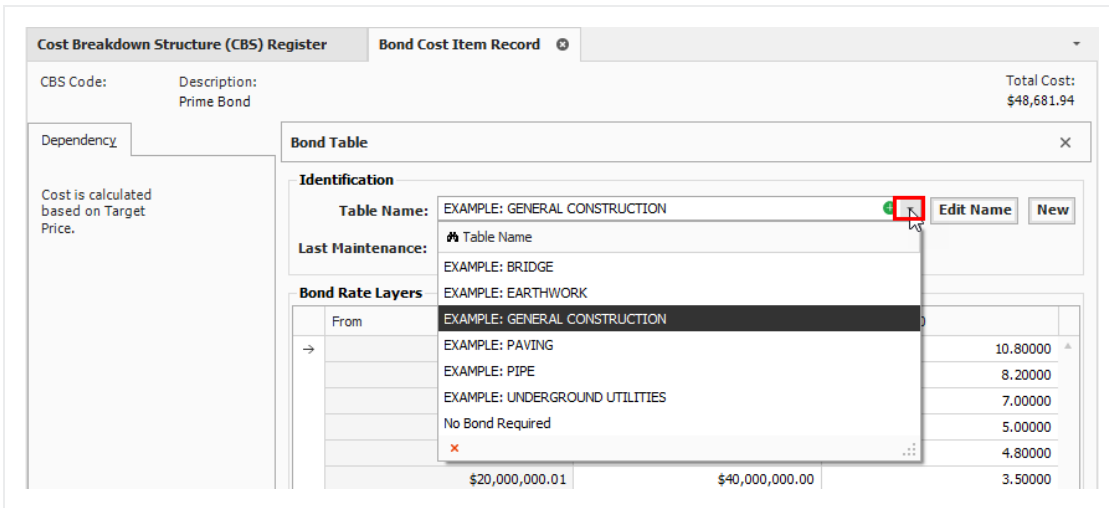 Cost Breakdown Structure (CBS) Register Bond Cost Item Record
CBS Code: Description: Total Cost:
Prime Bond $48,681.94
Dependency
Cost is calculated
based on Target
Price.
Bond Table
Identification
Table Name: EXAMPLE: GENERAL CONSTRUCTION Edit Name New
Last Maintenance:
Table Name
EXAMPLE: BRIDGE
EXAMPLE: EARTHWORK
EXAMPLE: GENERAL CONSTRUCTION
EXAMPLE: PAVING
EXAMPLE: PIPE
EXAMPLE: UNDERGROUND UTILITIES
No Bond Required
Bond Rate Layers
From
10.80000
8.20000
7.00000
5.00000
4.80000
$20,000,000.01 $40,000,000.00 3.50000